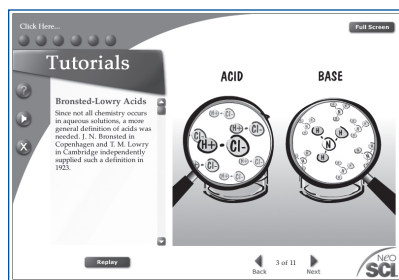 Click Here...
Full Screen
Tutorials
Bronsted-Lowry Acids
Since not all chemistry occurs
in aqueous solutions, a more
general definition of acids was
needed. J. N. Bronsted in
Copenhagen and T. M. Lowry
in Cambridge independently
supplied such a definition in
1923.
ACID
BASE
H+ - Cl-
H+ - Cl-
H
H
N
H
?
X
Replay
3 of 11
Back
Next
NEO
SCI